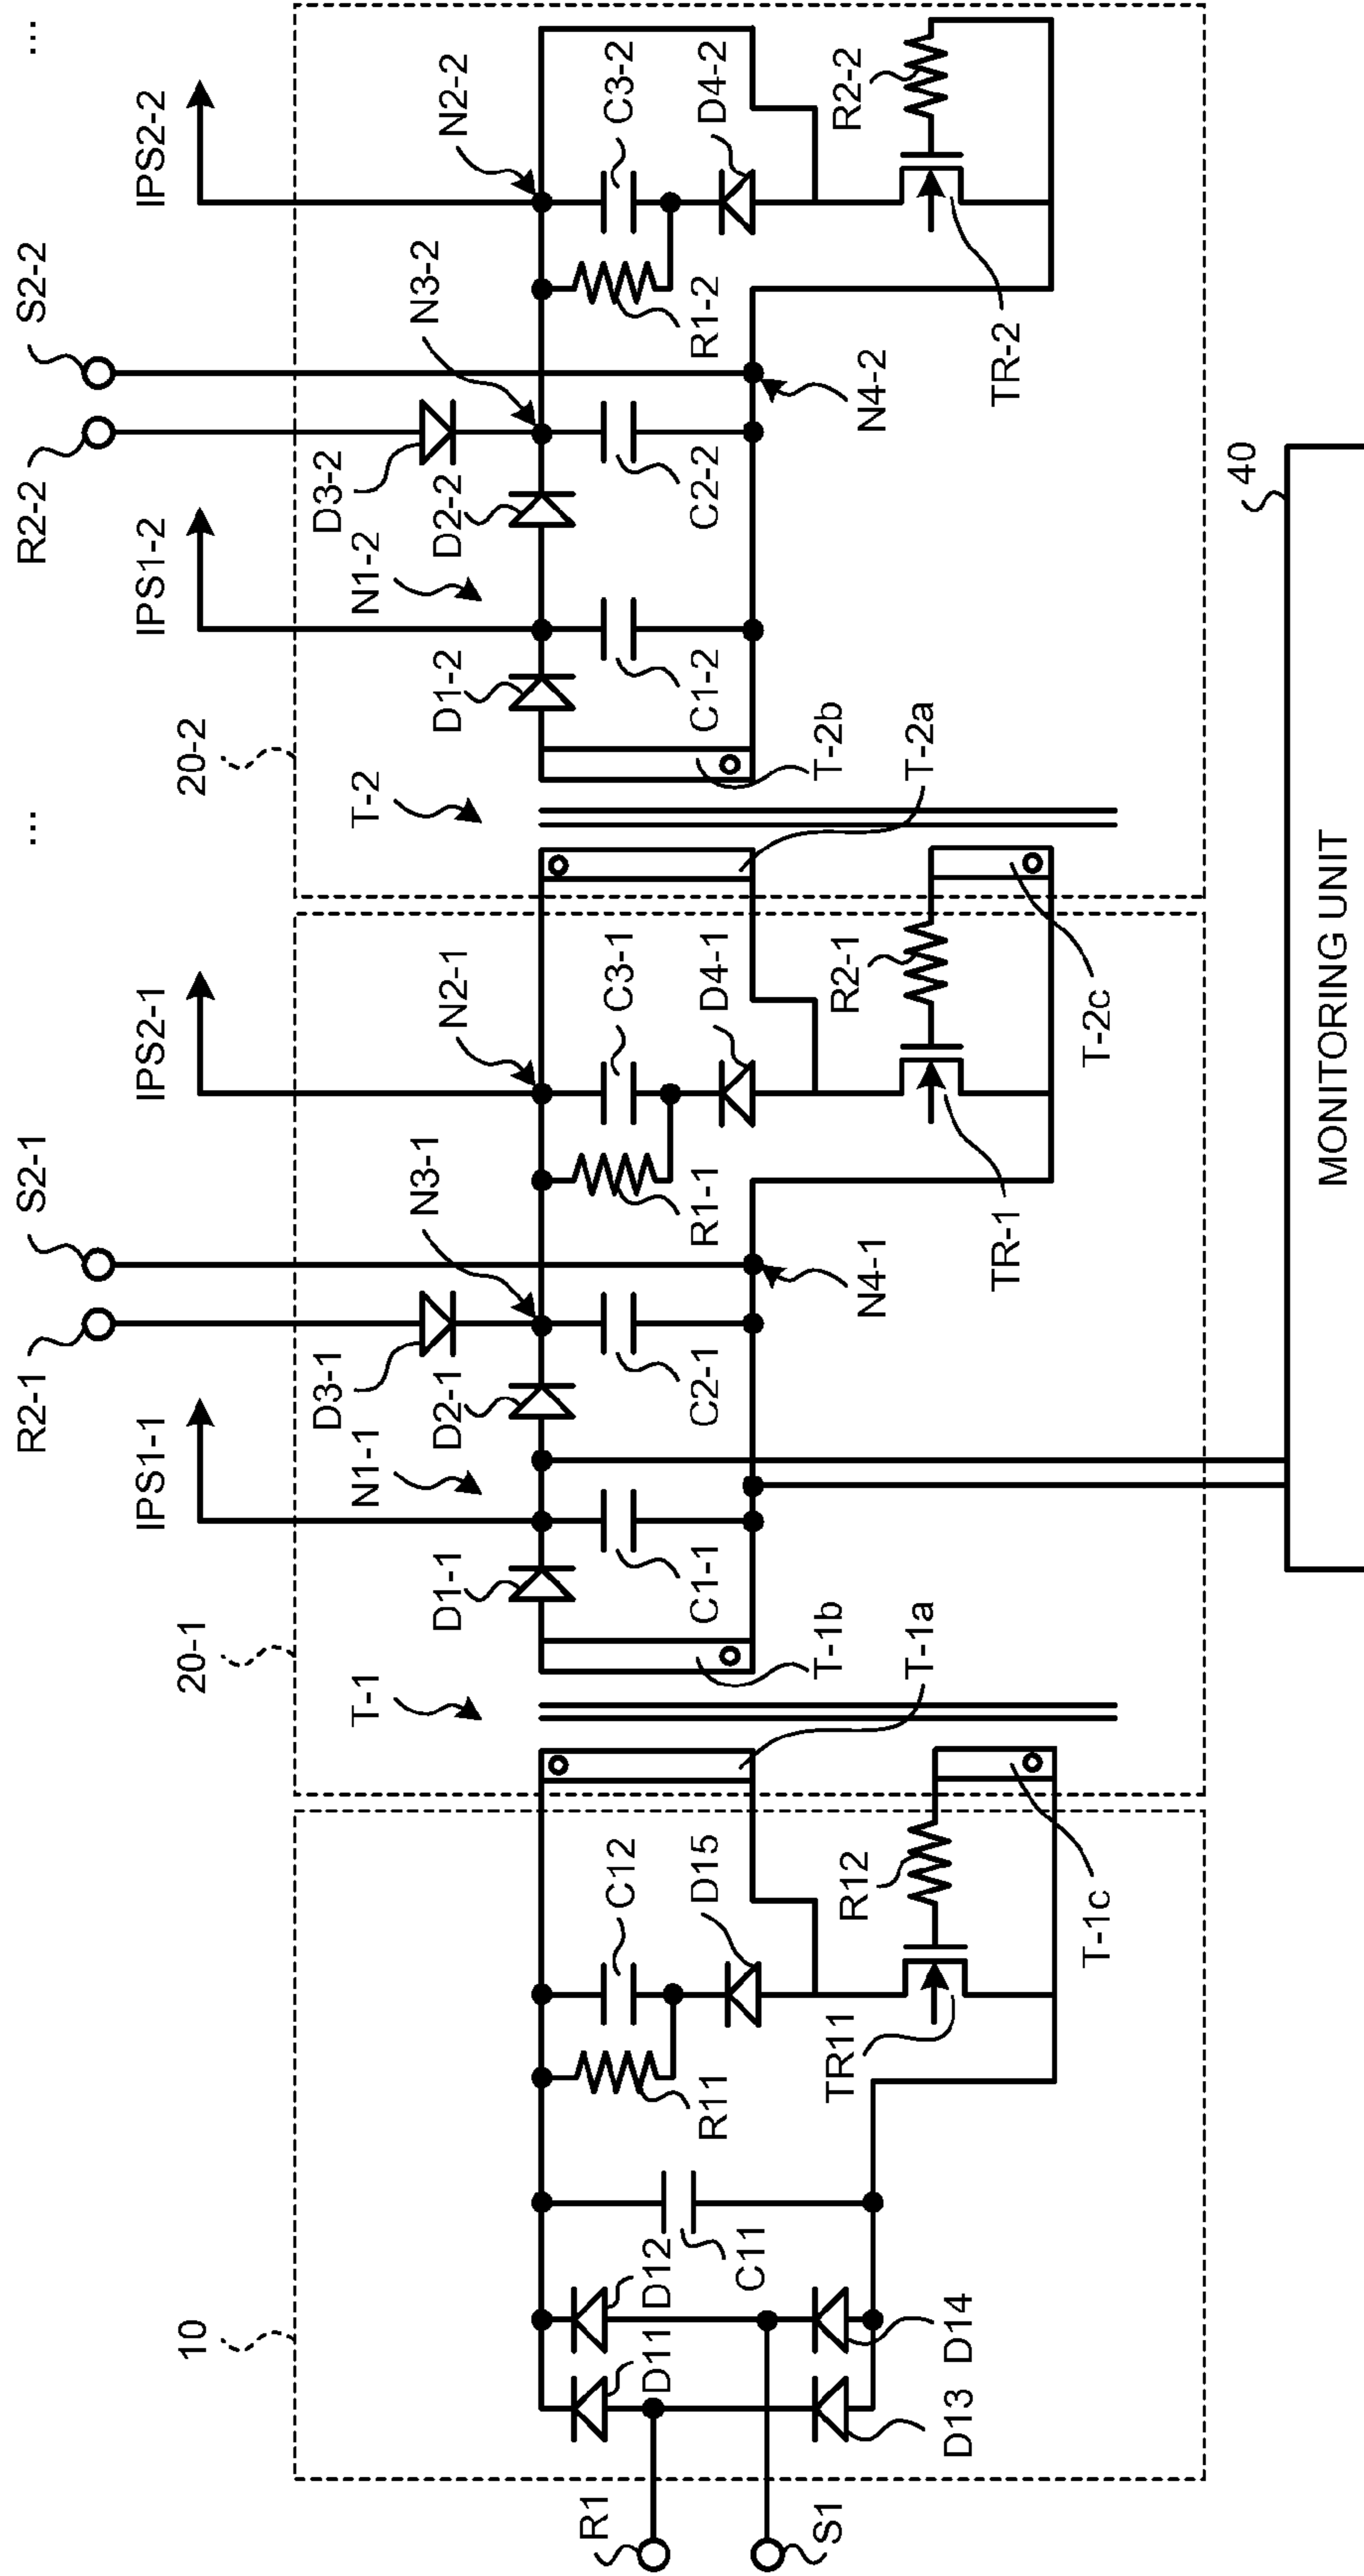 ... ...
R2-1 S2-1 R2-2 S2-2
IPS1-1 IPS2-1 IPS1-2 IPS2-2
10 20-1 20-2
T-1 N1-1 N3-1 N2-1 T-2 N1-2 N3-2 N2-2
D3-1 D3-2
D1-1 D2-1 D1-2 D2-2
R1 D11 D12 R11 C12 C1-1 C2-1 R1-1 C3-1 C1-2 C2-2 R1-2 C3-2
C11 D15 D4-1 D4-2
S1 TR11 R12 T-1b N4-1 R2-1 T-2b N4-2 R2-2
D13 D14 T-1a T-2a
TR-1 TR-2
T-1c T-2c
40
MONITORING UNIT